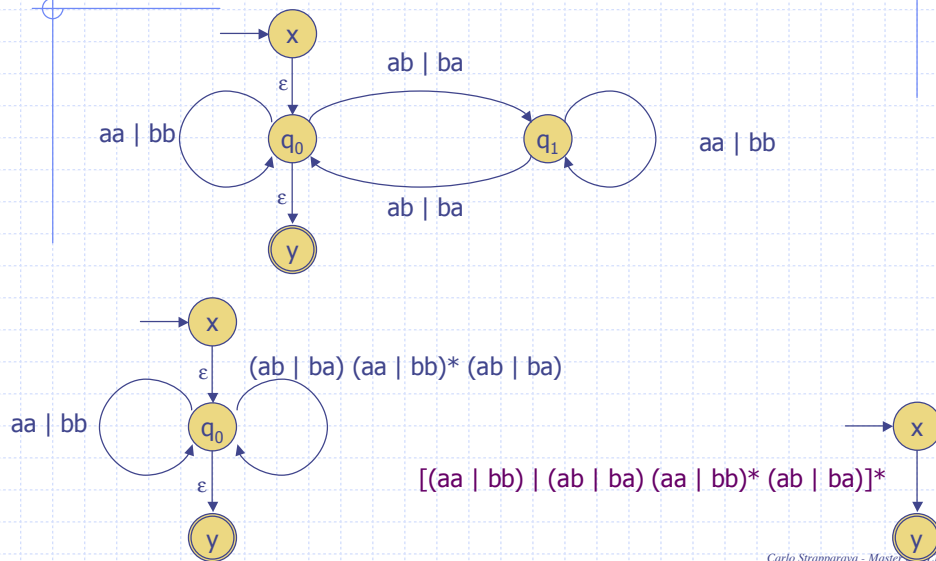 x
ε
ab | ba
aa | bb
q₀
q₁
aa | bb
ε
ab | ba
y
x
ε
(ab | ba) (aa | bb)* (ab | ba)
aa | bb
q₀
ε
y
x
[(aa | bb) | (ab | ba) (aa | bb)* (ab | ba)]*
y
Carlo Strapparava - Master